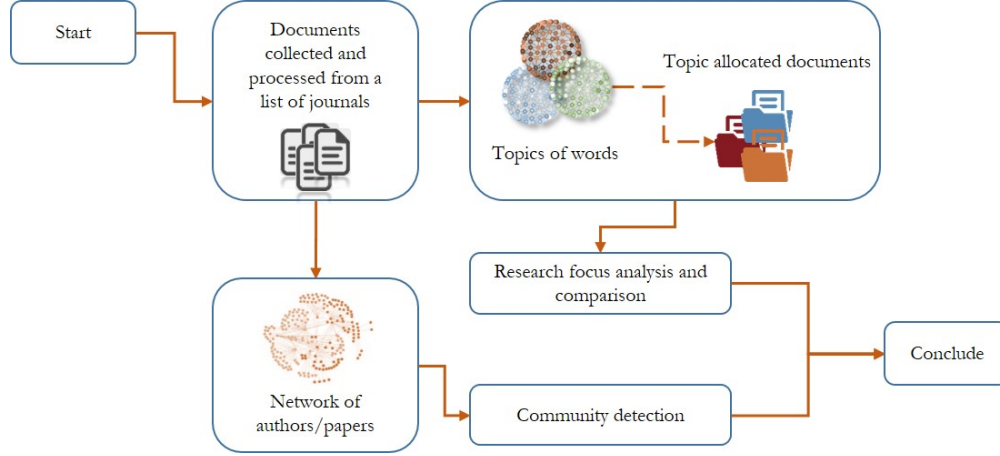 Start
Documents
collected and
processed from a
list of journals
Topics of words
Topic allocated documents
Research focus analysis and
comparison
Network of
authors/papers
Community detection
Conclude